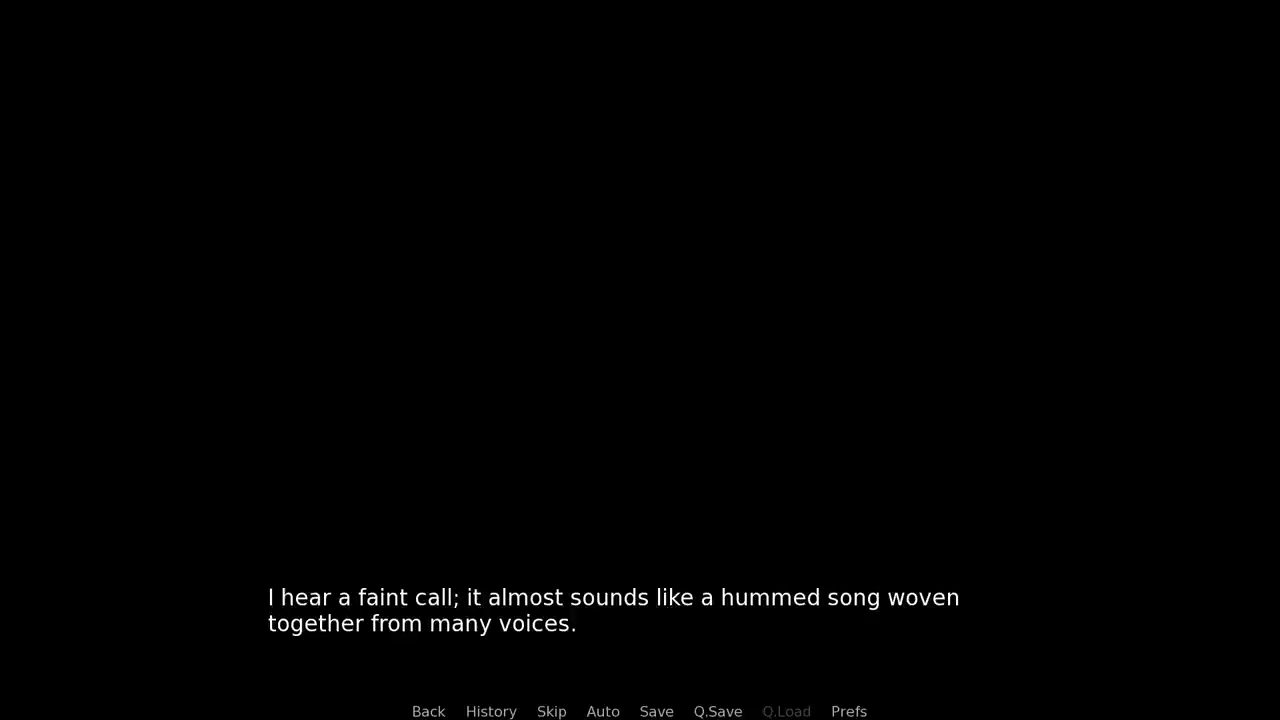 I hear a faint call; it almost sounds like a hummed song woven
together from many voices.
Back History Skip Auto Save Q.Save Q.Load Prefs